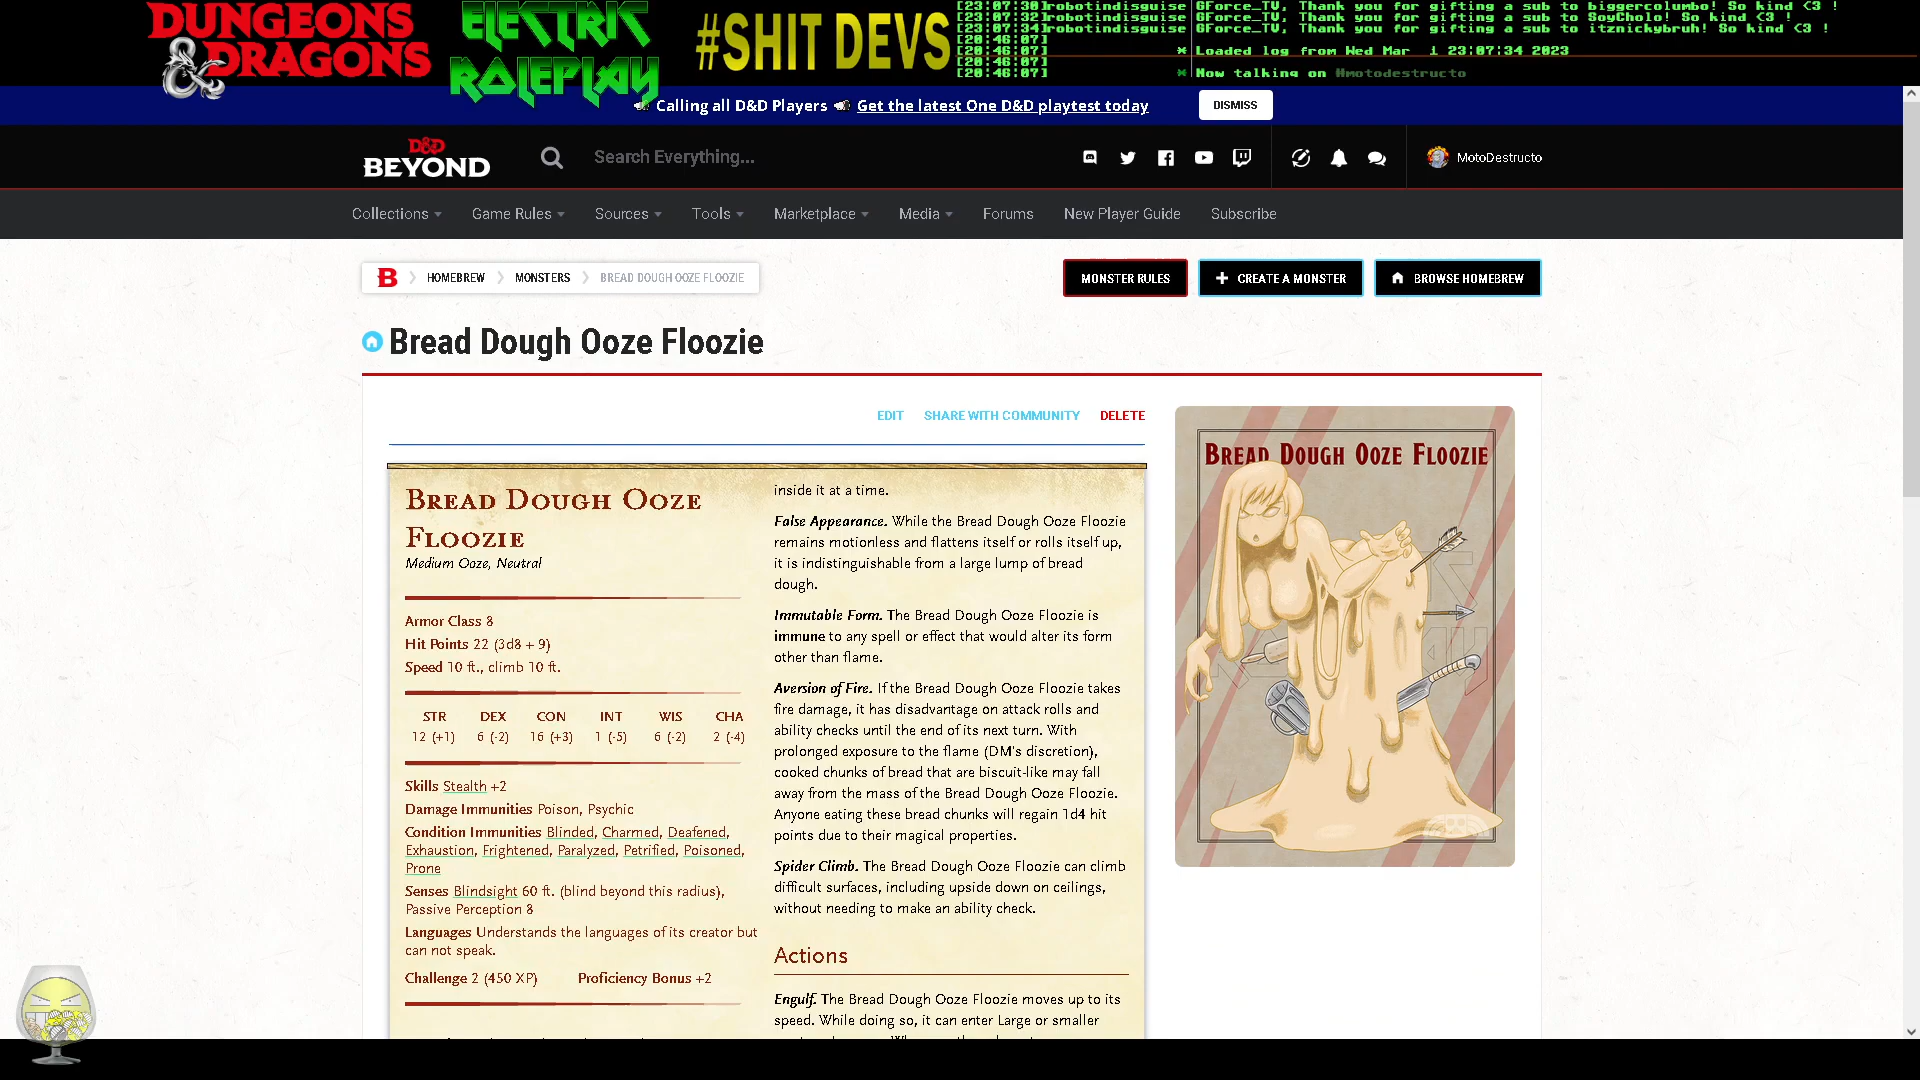 DUNGEONS
& DRAGONS
ELECTRIC
ROLEPLAY
#SHIT DEVS
[23:07:30]robotindisguise GForce_TV, Thank you for gifting a sub to biggercolumbo! So kind <3 !
[23:07:32]robotindisguise GForce_TV, Thank you for gifting a sub to SoyCholo! So kind <3 !
[23:07:34]robotindisguise GForce_TV, Thank you for gifting a sub to itznickybruh! So kind <3 !
[20:46:07]
[20:46:07] * Loaded log from Wed Mar 1 23:07:34 2023
[20:46:07]
[20:46:07] * Now talking on #motodestructo
Calling all D&D Players Get the latest One D&D playtest today DISMISS
D&D
BEYOND
Search Everything...
MotoDestructo
Collections Game Rules Sources Tools Marketplace Media Forums New Player Guide Subscribe
B HOMEBREW MONSTERS BREAD DOUGH OOZE FLOOZIE
MONSTER RULES + CREATE A MONSTER BROWSE HOMEBREW
Bread Dough Ooze Floozie
EDIT SHARE WITH COMMUNITY DELETE
Bread Dough Ooze
Floozie
Medium Ooze, Neutral
Armor Class 8
Hit Points 22 (3d8 + 9)
Speed 10 ft., climb 10 ft.
STR DEX CON INT WIS CHA
12 (+1) 6 (-2) 16 (+3) 1 (-5) 6 (-2) 2 (-4)
Skills Stealth +2
Damage Immunities Poison, Psychic
Condition Immunities Blinded, Charmed, Deafened,
Exhaustion, Frightened, Paralyzed, Petrified, Poisoned,
Prone
Senses Blindsight 60 ft. (blind beyond this radius),
Passive Perception 8
Languages Understands the languages of its creator but
can not speak.
Challenge 2 (450 XP) Proficiency Bonus +2
inside it at a time.
False Appearance. While the Bread Dough Ooze Floozie
remains motionless and flattens itself or rolls itself up,
it is indistinguishable from a large lump of bread
dough.
Immutable Form. The Bread Dough Ooze Floozie is
immune to any spell or effect that would alter its form
other than flame.
Aversion of Fire. If the Bread Dough Ooze Floozie takes
fire damage, it has disadvantage on attack rolls and
ability checks until the end of its next turn. With
prolonged exposure to the flame (DM's discretion),
cooked chunks of bread that are biscuit-like may fall
away from the mass of the Bread Dough Ooze Floozie.
Anyone eating these bread chunks will regain 1d4 hit
points due to their magical properties.
Spider Climb. The Bread Dough Ooze Floozie can climb
difficult surfaces, including upside down on ceilings,
without needing to make an ability check.
Actions
Engulf. The Bread Dough Ooze Floozie moves up to its
speed. While doing so, it can enter Large or smaller
Bread Dough Ooze Floozie